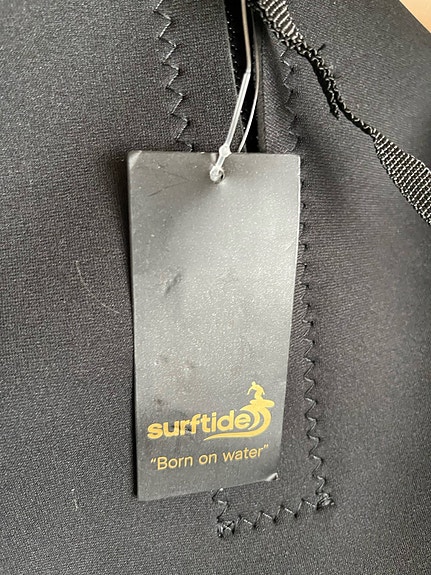 surftide
"Born on water"